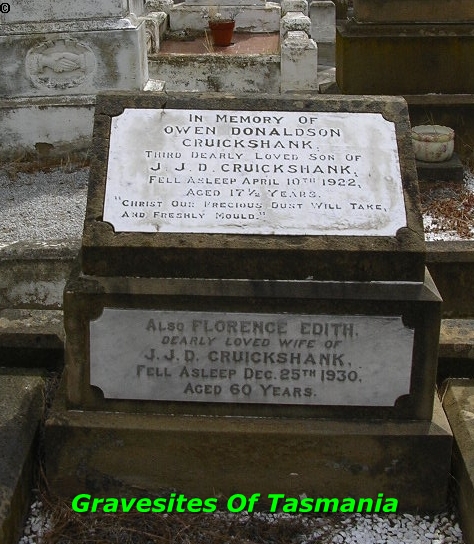 ©
In Memory of
Owen Donaldson
Cruickshank,
Third Dearly Loved Son of
J. J. D. Cruickshank,
Fell Asleep April 10th 1922,
Aged 17½ Years.
"Christ Our Precious Dust Will Take,
And Freshly Mould."
Also Florence Edith,
Dearly Loved Wife of
J. J. D. Cruickshank,
Fell Asleep Dec. 25th 1930,
Aged 60 Years.
Gravesites Of Tasmania